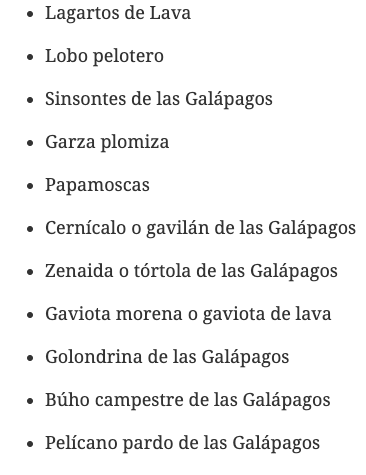 Lagartos de Lava
Lobo pelotero
Sinsontes de las Galápagos
Garza plomiza
Papamoscas
Cernícalo o gavilán de las Galápagos
Zenaida o tórtola de las Galápagos
Gaviota morena o gaviota de lava
Golondrina de las Galápagos
Búho campestre de las Galápagos
Pelícano pardo de las Galápagos